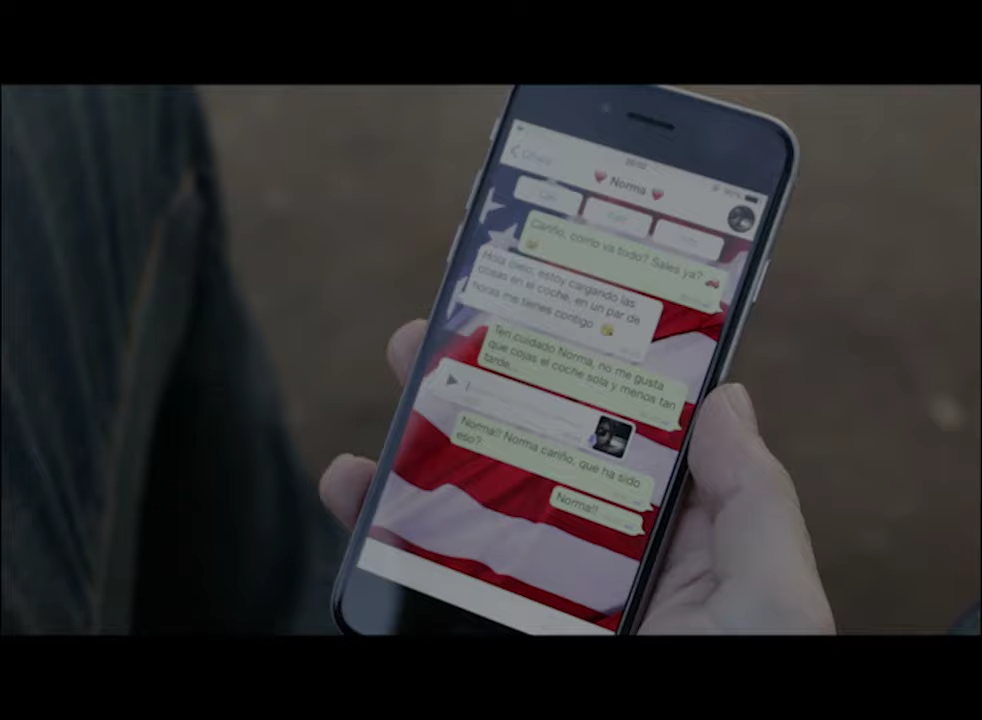 Norma
Cariño, como va todo? Sales ya?
Hola cielo, estoy cargando las
cosas en el coche, en un par de
horas me tienes contigo
Ten cuidado Norma, no me gusta
que cojas el coche sola y menos tan
tarde...
Norma!! Norma cariño, que ha sido
eso?
Norma!!